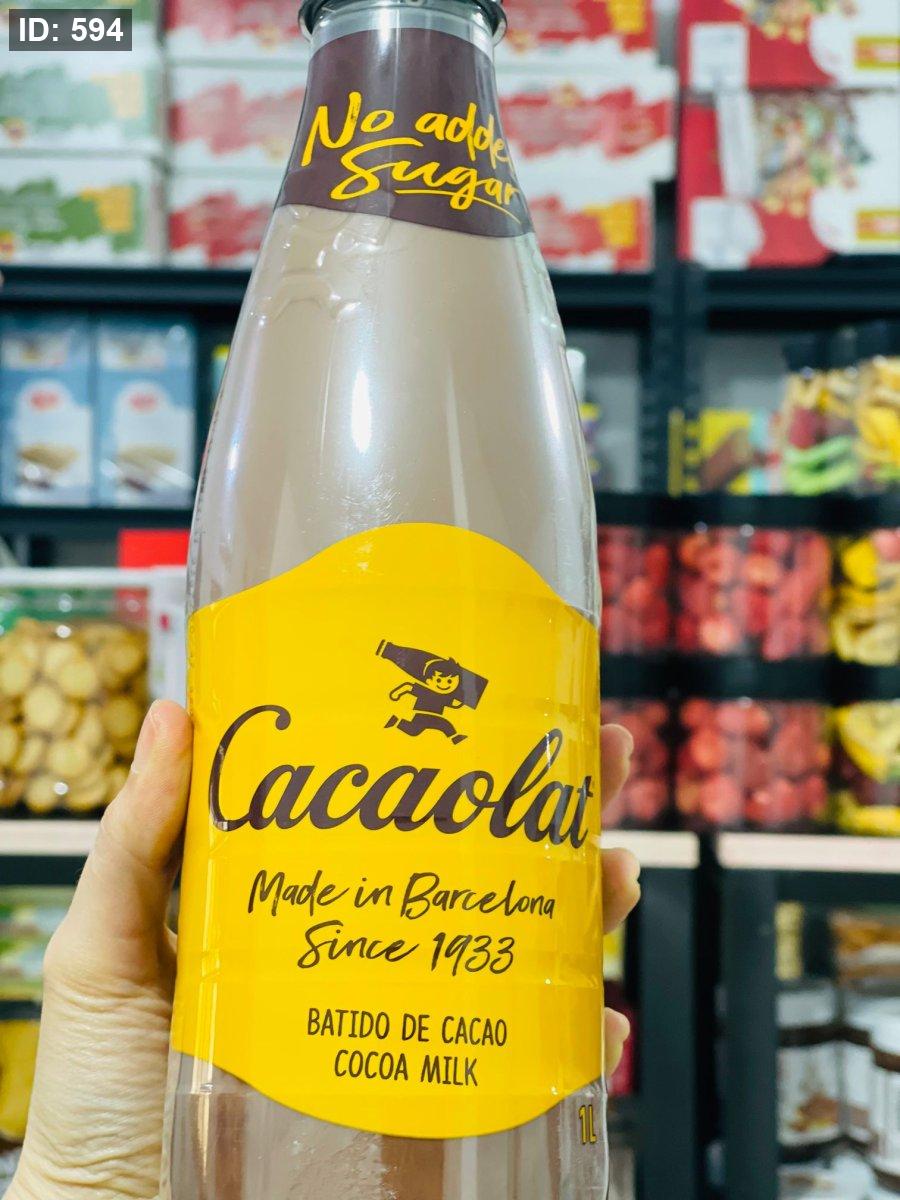 ID: 594
No added
Sugar
Cacaolat
Made in Barcelona
Since 1933
BATIDO DE CACAO
COCOA MILK
1L